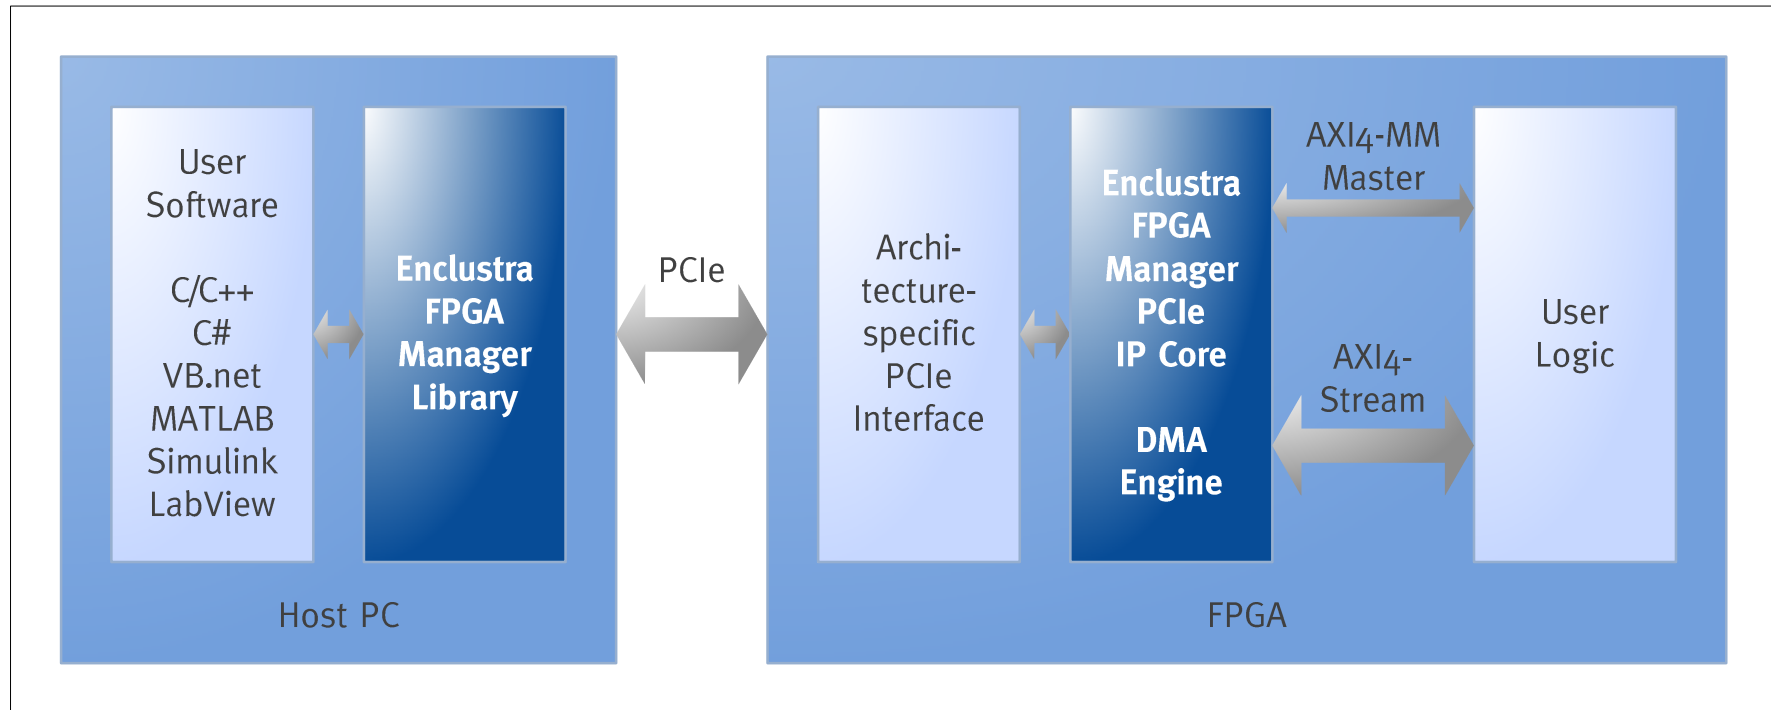 User
Software
C/C++
C#
VB.net
MATLAB
Simulink
LabView
Enclustra
FPGA
Manager
Library
Host PC
PCIe
Archi-
tecture-
specific
PCIe
Interface
Enclustra
FPGA
Manager
PCIe
IP Core
DMA
Engine
AXI4-MM
Master
AXI4-
Stream
User
Logic
FPGA